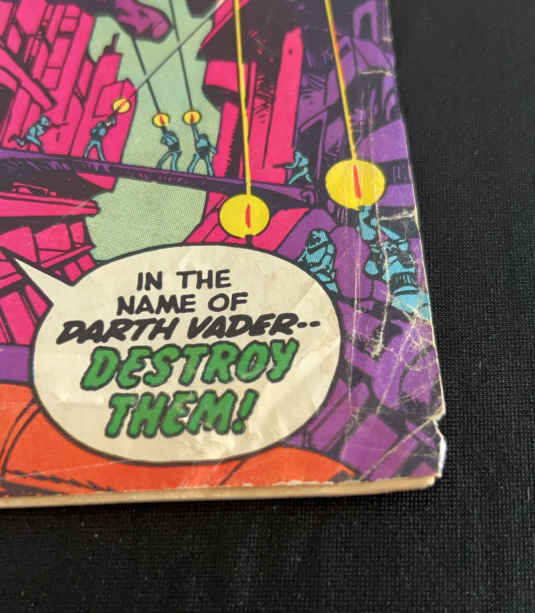 IN THE
NAME OF
DARTH VADER--
DESTROY
THEM!